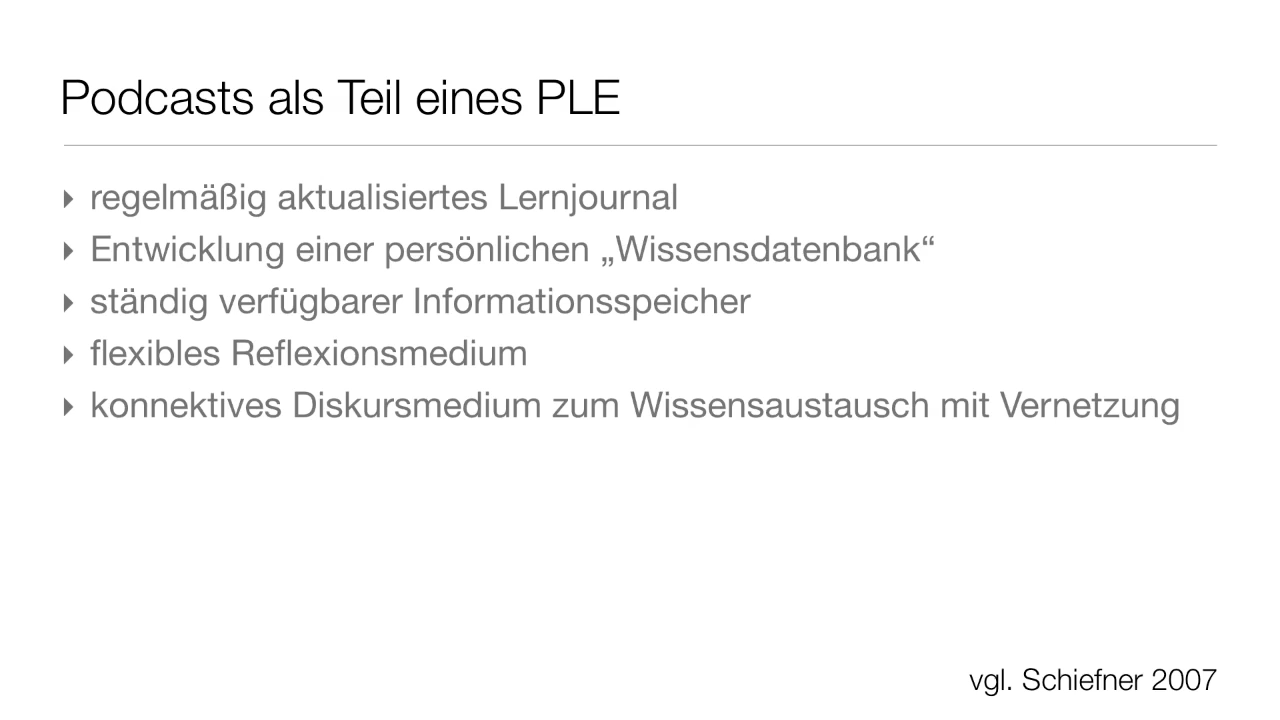 Podcasts als Teil eines PLE
‣ regelmäßig aktualisiertes Lernjournal
‣ Entwicklung einer persönlichen „Wissensdatenbank“
‣ ständig verfügbarer Informationsspeicher
‣ flexibles Reflexionsmedium
‣ konnektives Diskursmedium zum Wissensaustausch mit Vernetzung
vgl. Schiefner 2007